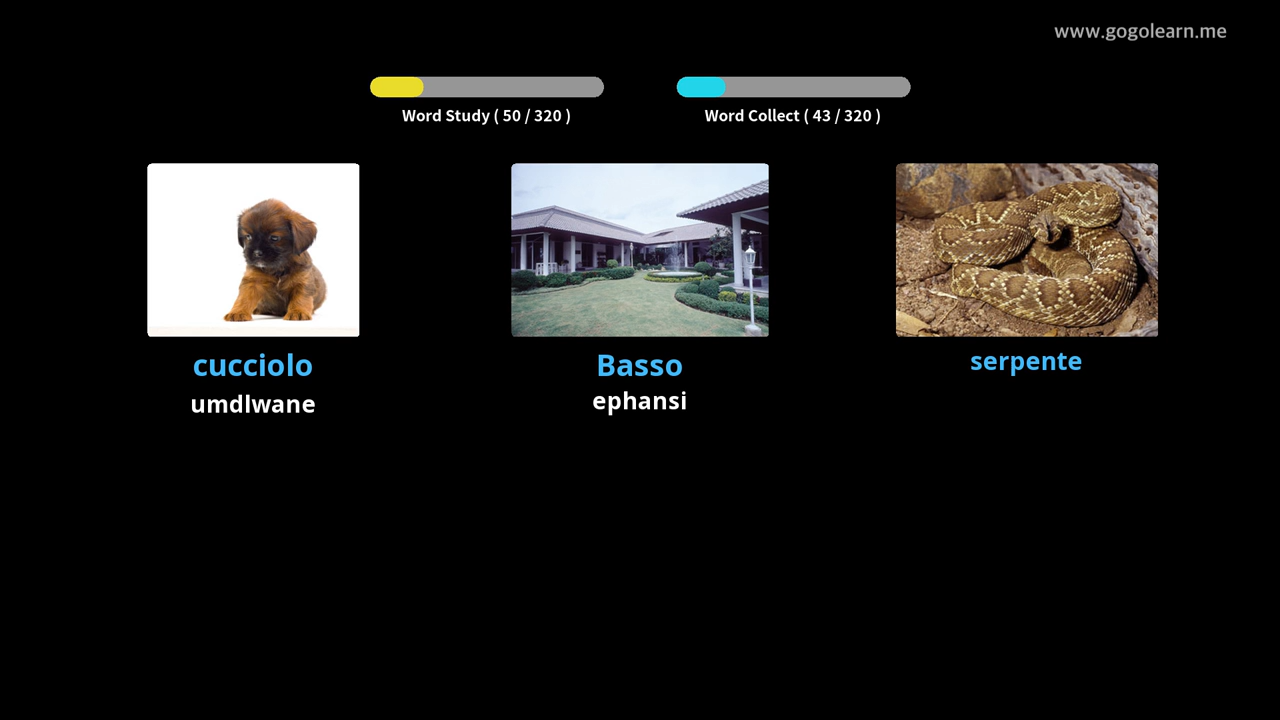 www.gogolearn.me
Word Study ( 50 / 320 )
Word Collect ( 43 / 320 )
cucciolo
umdlwane
Basso
ephansi
serpente